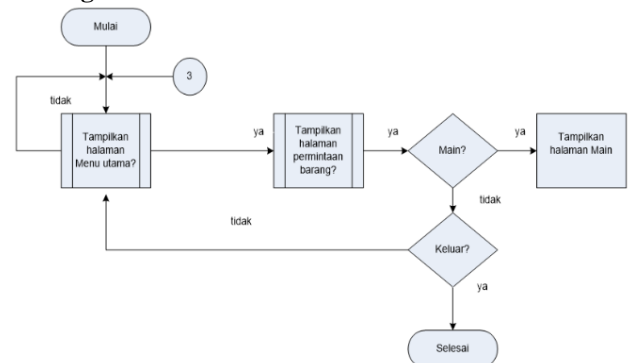 Mulai
3
tidak
Tampilkan
halaman
Menu utama?
ya
Tampilkan
halaman
permintaan
barang?
ya
Main?
ya
Tampilkan
halaman Main
tidak
tidak
Keluar?
ya
Selesai